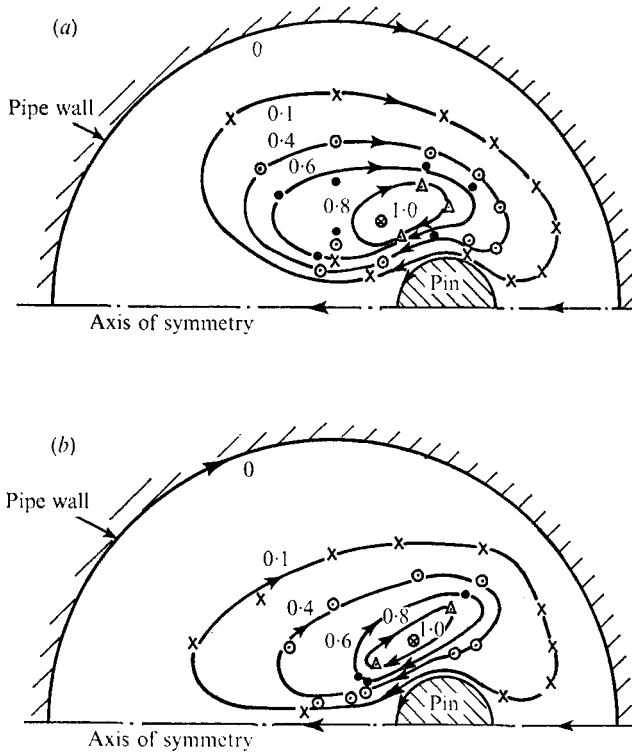 (a)
0
Pipe wall
0·1
0·4
0·6
0·8
1·0
Pin
Axis of symmetry
(b)
0
Pipe wall
0·1
0·4
0·8
0·6
1·0
Pin
Axis of symmetry